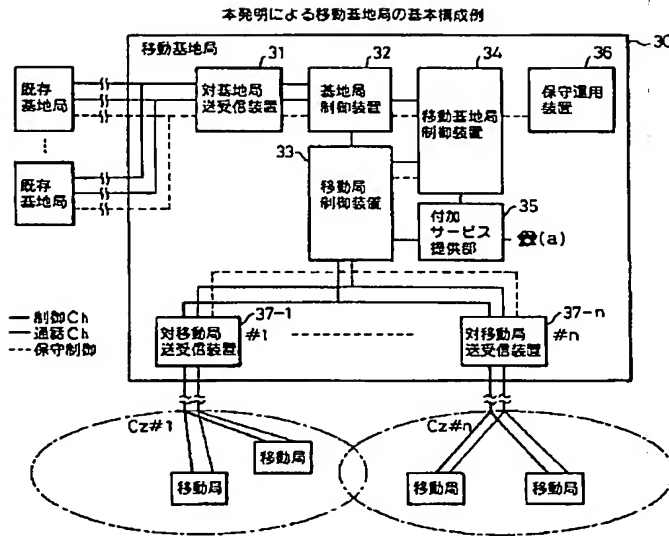 本発明による移動基地局の基本構成例
30
移動基地局
31
32
34
36
既存
基地局
対基地局
送受信装置
基地局
制御装置
移動基地局
制御装置
保守運用
装置
33
既存
基地局
移動局
制御装置
35
付加
サービス
提供部
(a)
制御Ch
通話Ch
保守制御
37-1
対移動局
送受信装置
#1
37-n
対移動局
送受信装置
#n
Cz#1
移動局
移動局
Cz#n
移動局
移動局